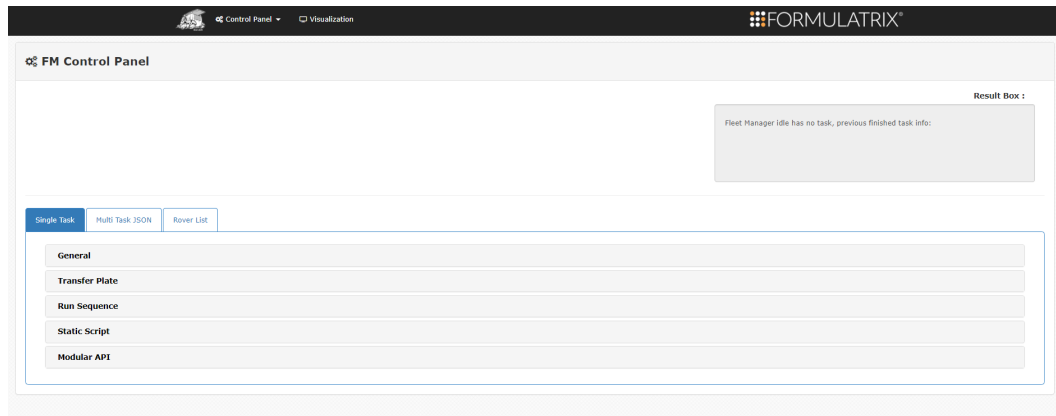 Control Panel
Visualization
FORMULATRIX®
FM Control Panel
Result Box :
Fleet Manager idle has no task, previous finished task info:
Single Task
Multi Task JSON
Rover List
General
Transfer Plate
Run Sequence
Static Script
Modular API